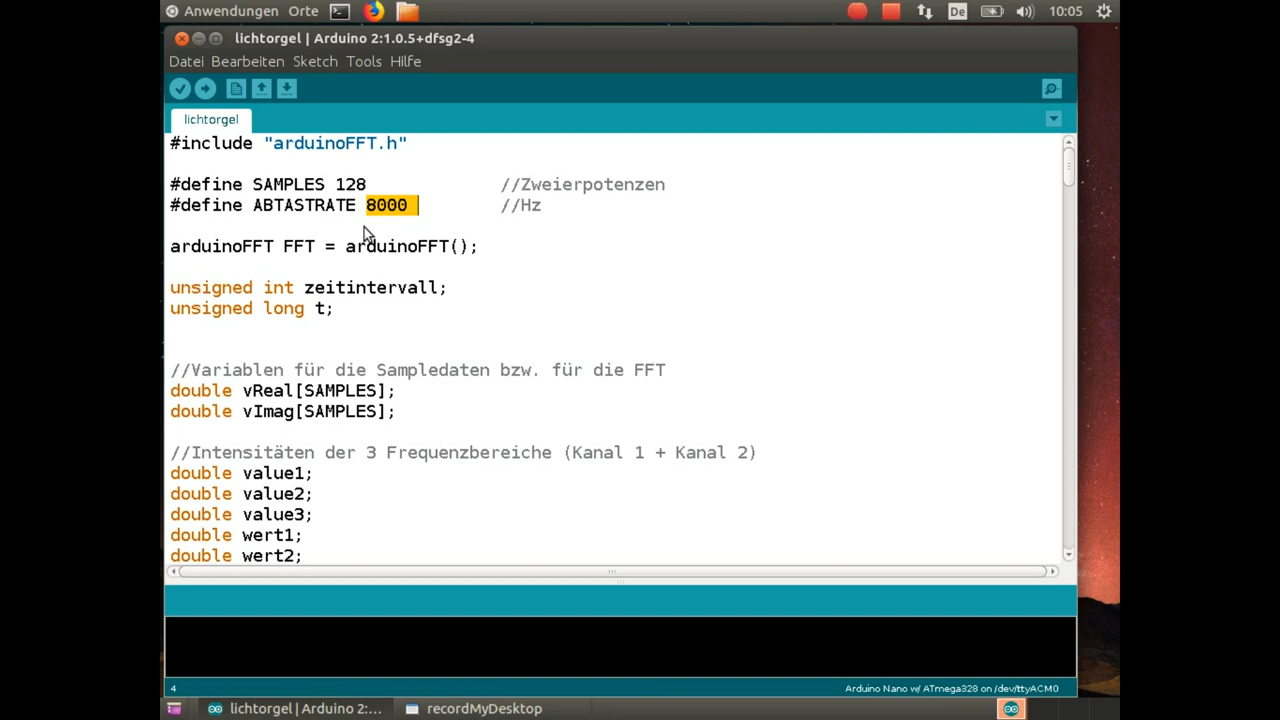 Anwendungen Orte De 10:05
lichtorgel | Arduino 2:1.0.5+dfsg2-4
Datei Bearbeiten Sketch Tools Hilfe
lichtorgel
#include "arduinoFFT.h"
#define SAMPLES 128 //Zweierpotenzen
#define ABTASTRATE 8000 //Hz
arduinoFFT FFT = arduinoFFT();
unsigned int zeitintervall;
unsigned long t;
//Variablen für die Sampledaten bzw. für die FFT
double vReal[SAMPLES];
double vImag[SAMPLES];
//Intensitäten der 3 Frequenzbereiche (Kanal 1 + Kanal 2)
double value1;
double value2;
double value3;
double wert1;
double wert2;
4 Arduino Nano w/ ATmega328 on /dev/ttyACM0
lichtorgel | Arduino 2:... recordMyDesktop